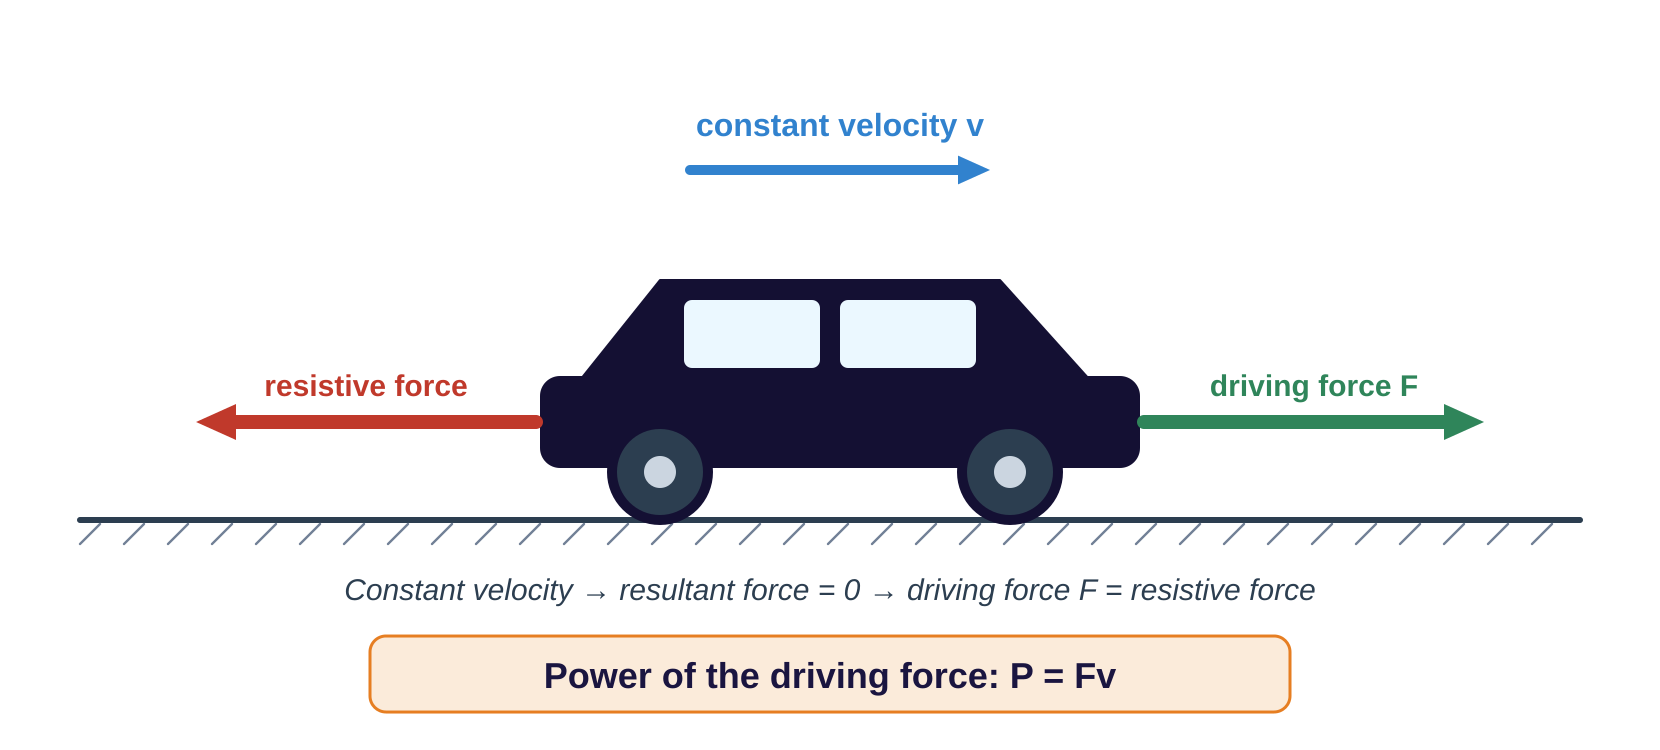 constant velocity v
resistive force
driving force F
Constant velocity → resultant force = 0 → driving force F = resistive force
Power of the driving force: P = Fv